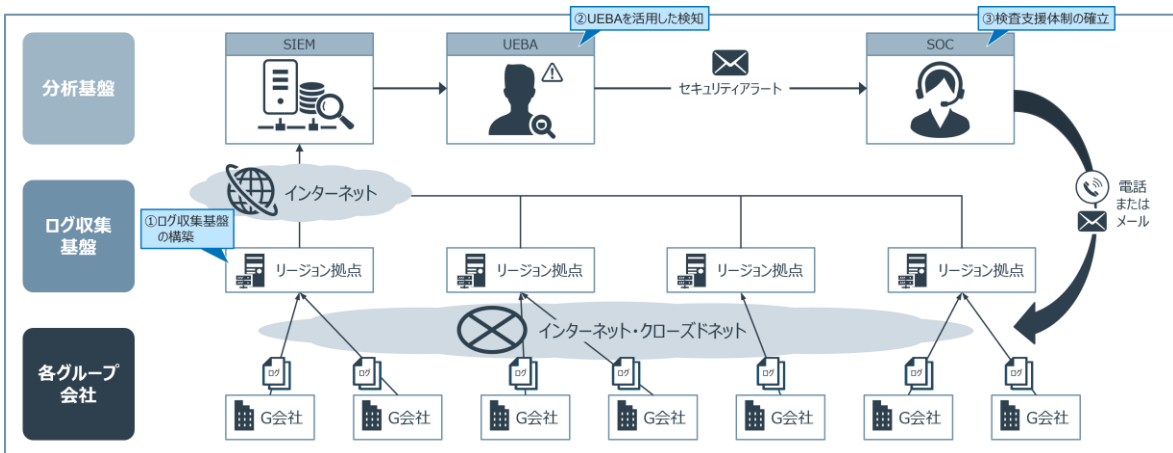 ②UEBAを活用した検知
③検査支援体制の確立
分析基盤
SIEM
UEBA
セキュリティアラート
SOC
電話
または
メール
インターネット
ログ収集
基盤
①ログ収集基盤
の構築
リージョン拠点
リージョン拠点
リージョン拠点
リージョン拠点
インターネット・クローズドネット
各グループ
会社
ログ
ログ
ログ
ログ
ログ
ログ
ログ
G会社
G会社
G会社
G会社
G会社
G会社
G会社